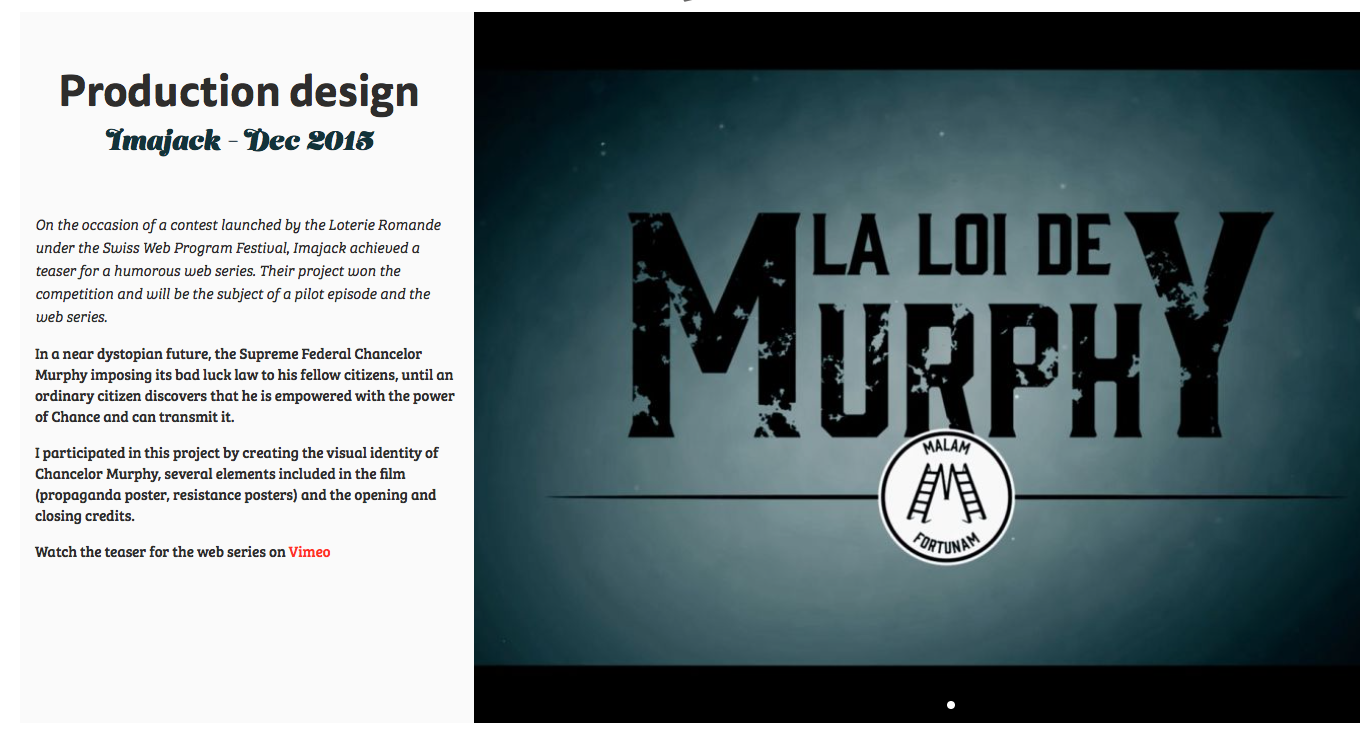 Production design
Imajack - Dec 2015
On the occasion of a contest launched by the Loterie Romande
under the Swiss Web Program Festival, Imajack achieved a
teaser for a humorous web series. Their project won the
competition and will be the subject of a pilot episode and the
web series.
In a near dystopian future, the Supreme Federal Chancelor
Murphy imposing its bad luck law to his fellow citizens, until an
ordinary citizen discovers that he is empowered with the power
of Chance and can transmit it.
I participated in this project by creating the visual identity of
Chancelor Murphy, several elements included in the film
(propaganda poster, resistance posters) and the opening and
closing credits.
Watch the teaser for the web series on Vimeo
LA LOI DE
MURPHY
MALAM
M
FORTUNAM